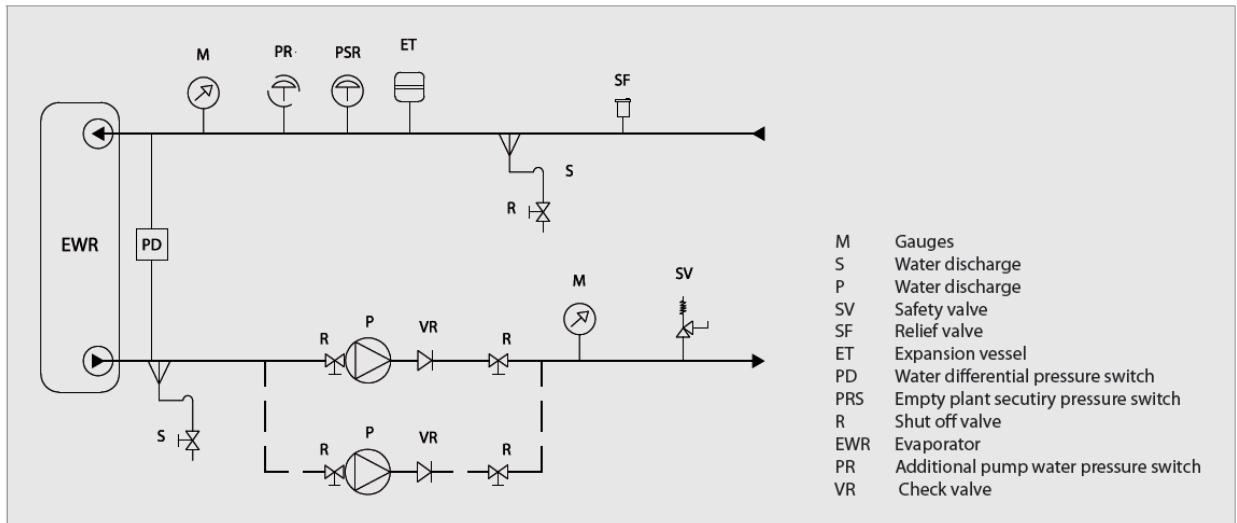 M
PR
PSR
ET
SF
S
R
EWR
PD
M
SV
R
P
VR
R
S
R
P
VR
R
M Gauges
S Water discharge
P Water discharge
SV Safety valve
SF Relief valve
ET Expansion vessel
PD Water differential pressure switch
PRS Empty plant secutiry pressure switch
R Shut off valve
EWR Evaporator
PR Additional pump water pressure switch
VR Check valve